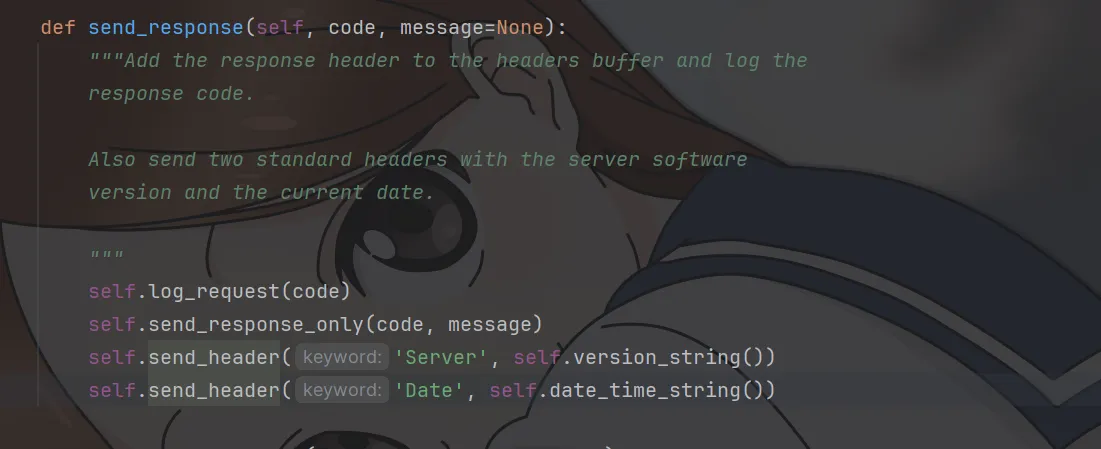 def send_response(self, code, message=None):
"""Add the response header to the headers buffer and log the
response code.
Also send two standard headers with the server software
version and the current date.
"""
self.log_request(code)
self.send_response_only(code, message)
self.send_header(keyword: 'Server', self.version_string())
self.send_header(keyword: 'Date', self.date_time_string())